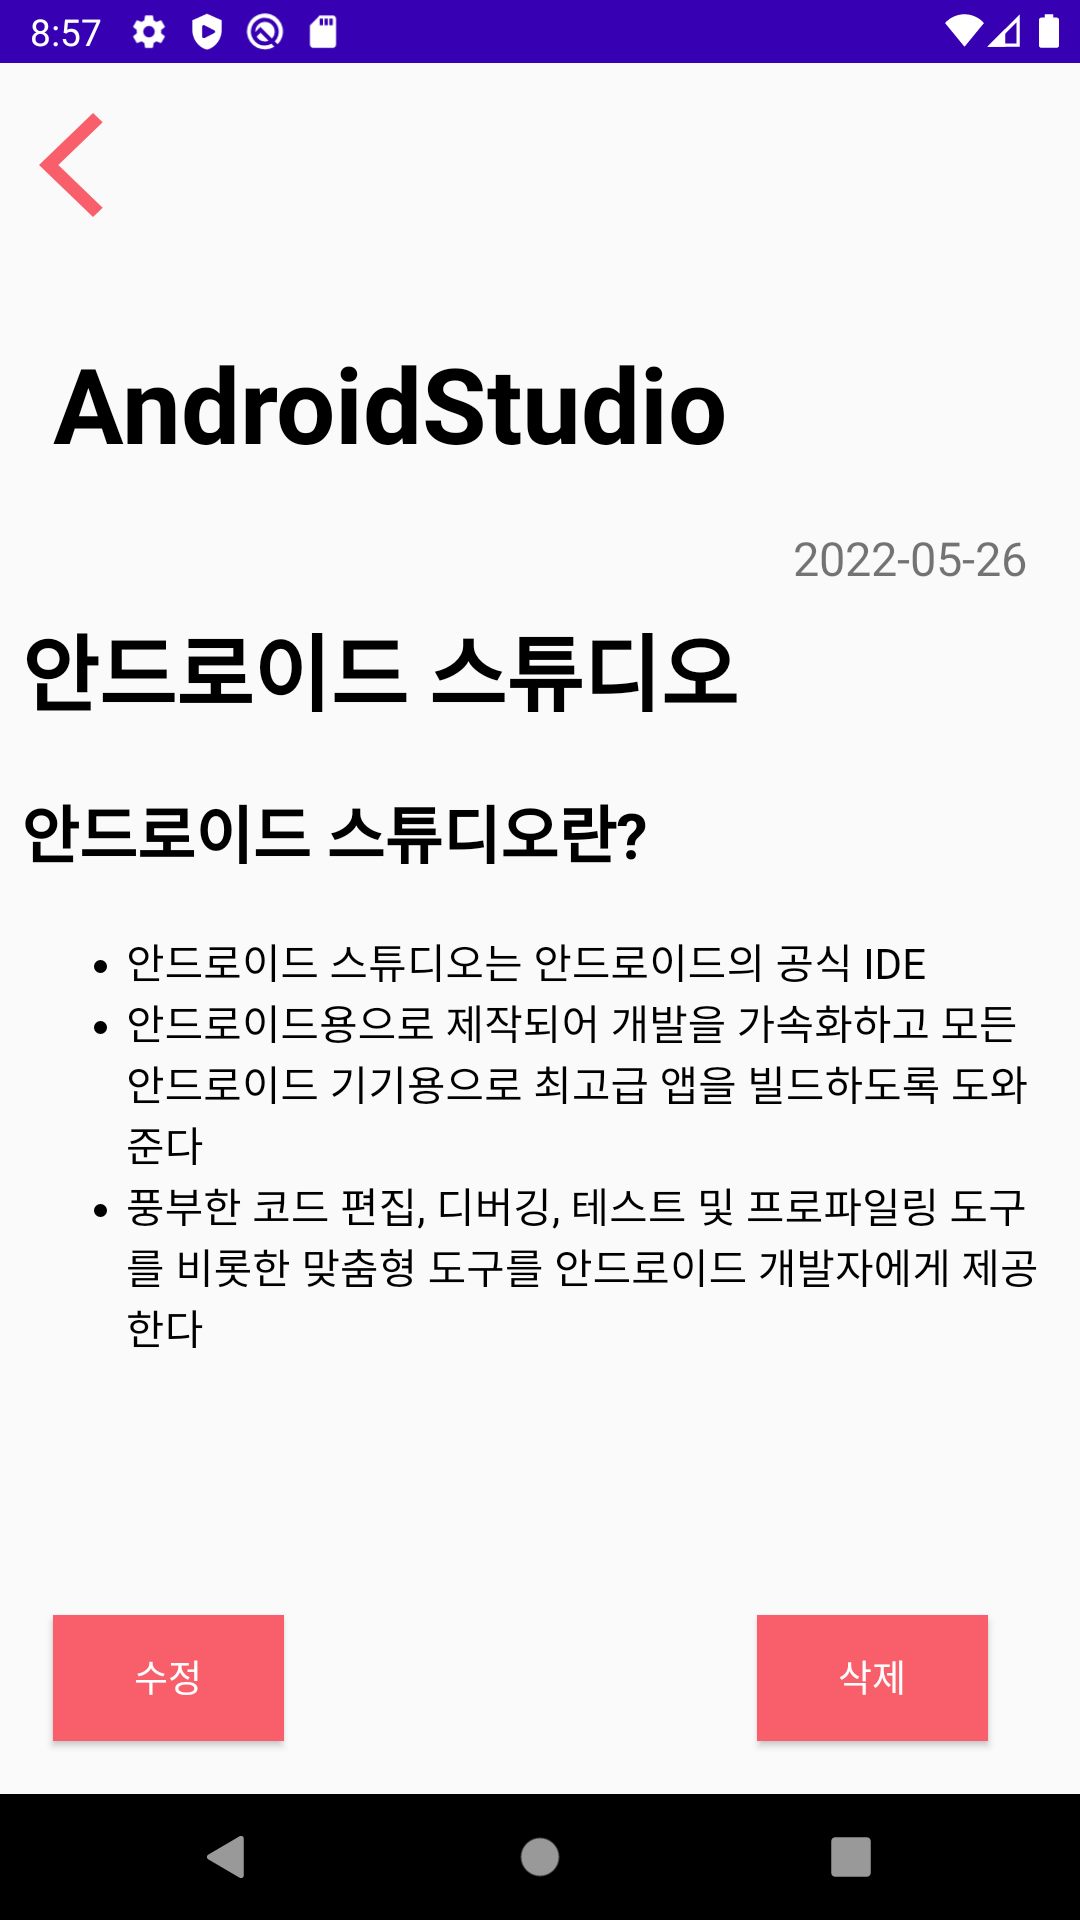 8:57
AndroidStudio
2022-05-26
안드로이드 스튜디오
안드로이드 스튜디오란?
• 안드로이드 스튜디오는 안드로이드의 공식 IDE
• 안드로이드용으로 제작되어 개발을 가속화하고 모든
안드로이드 기기용으로 최고급 앱을 빌드하도록 도와
준다
• 풍부한 코드 편집, 디버깅, 테스트 및 프로파일링 도구
를 비롯한 맞춤형 도구를 안드로이드 개발자에게 제공
한다
수정
삭제